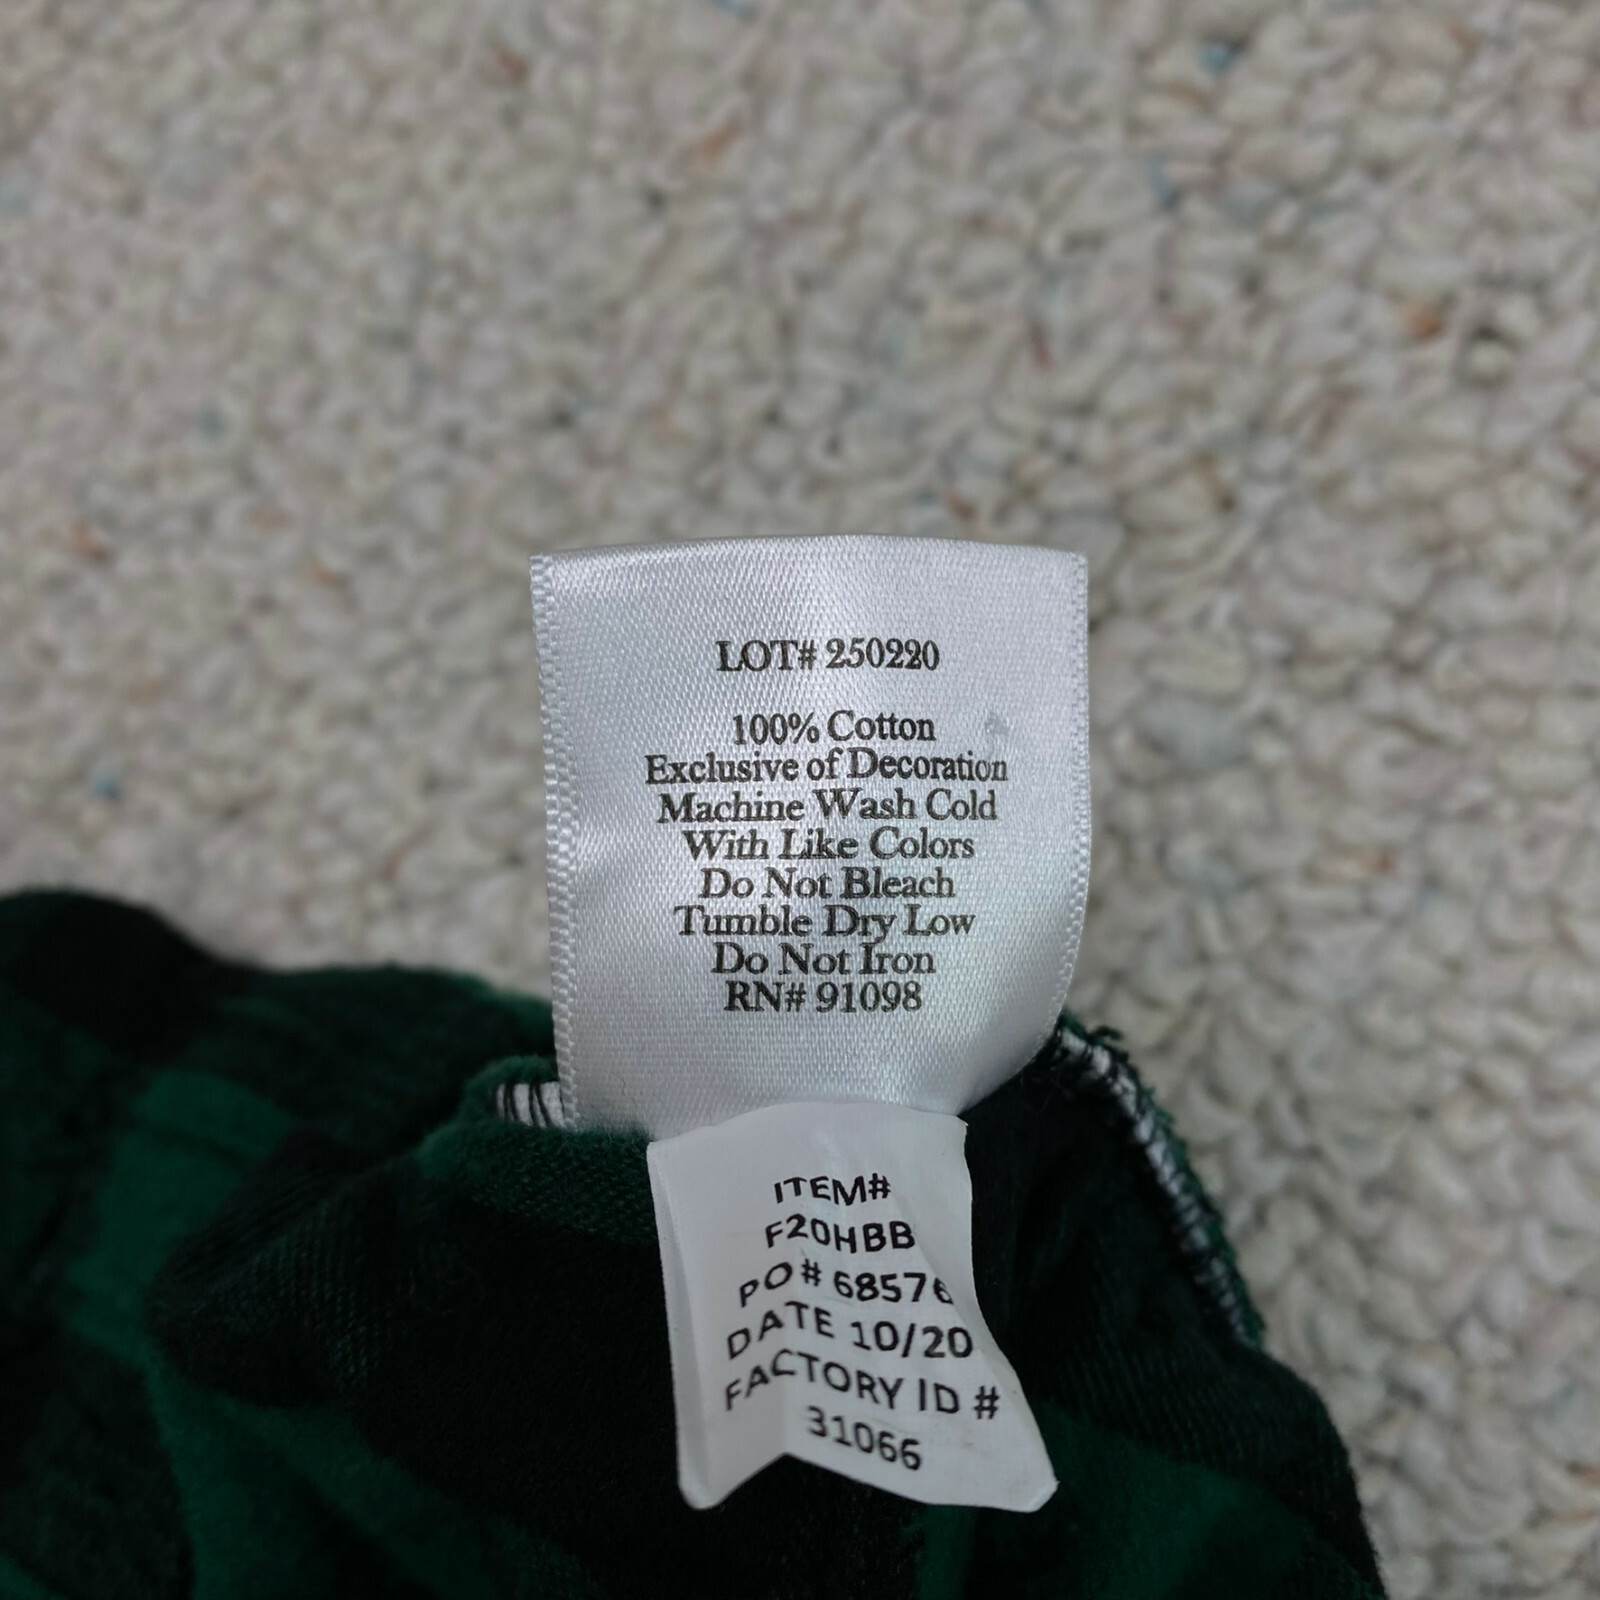 LOT# 250220
100% Cotton
Exclusive of Decoration
Machine Wash Cold
With Like Colors
Do Not Bleach
Tumble Dry Low
Do Not Iron
RN# 91098
ITEM#
F20HBB
PO# 68576
DATE 10/20
FACTORY ID #
31066